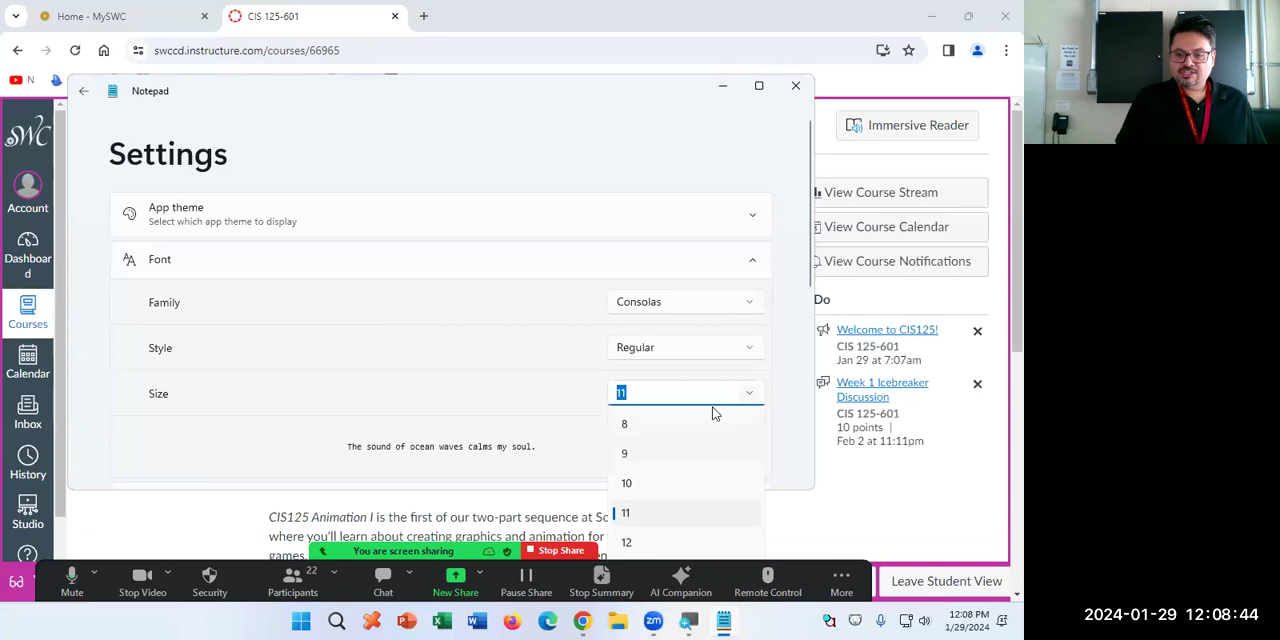 Home - MySWC
CIS 125-601
swccd.instructure.com/courses/66965
N
Notepad
SWC
Immersive Reader
Settings
Account
App theme
Select which app theme to display
View Course Stream
View Course Calendar
Dashboar
d
Font
View Course Notifications
Family
Consolas
Do
Courses
Welcome to CIS125!
CIS 125-601
Jan 29 at 7:07am
Style
Regular
Calendar
Week 1 Icebreaker
Discussion
CIS 125-601
10 points
Feb 2 at 11:11pm
Size
11
8
9
10
11
12
Inbox
The sound of ocean waves calms my soul.
History
Studio
CIS125 Animation I is the first of our two-part sequence at So
where you'll learn about creating graphics and animation for
games.
You are screen sharing
Stop Share
Mute
Stop Video
Security
Participants
22
Chat
New Share
Pause Share
Stop Summary
AI Companion
Remote Control
More
Leave Student View
12:08 PM
1/29/2024
2024-01-29 12:08:44